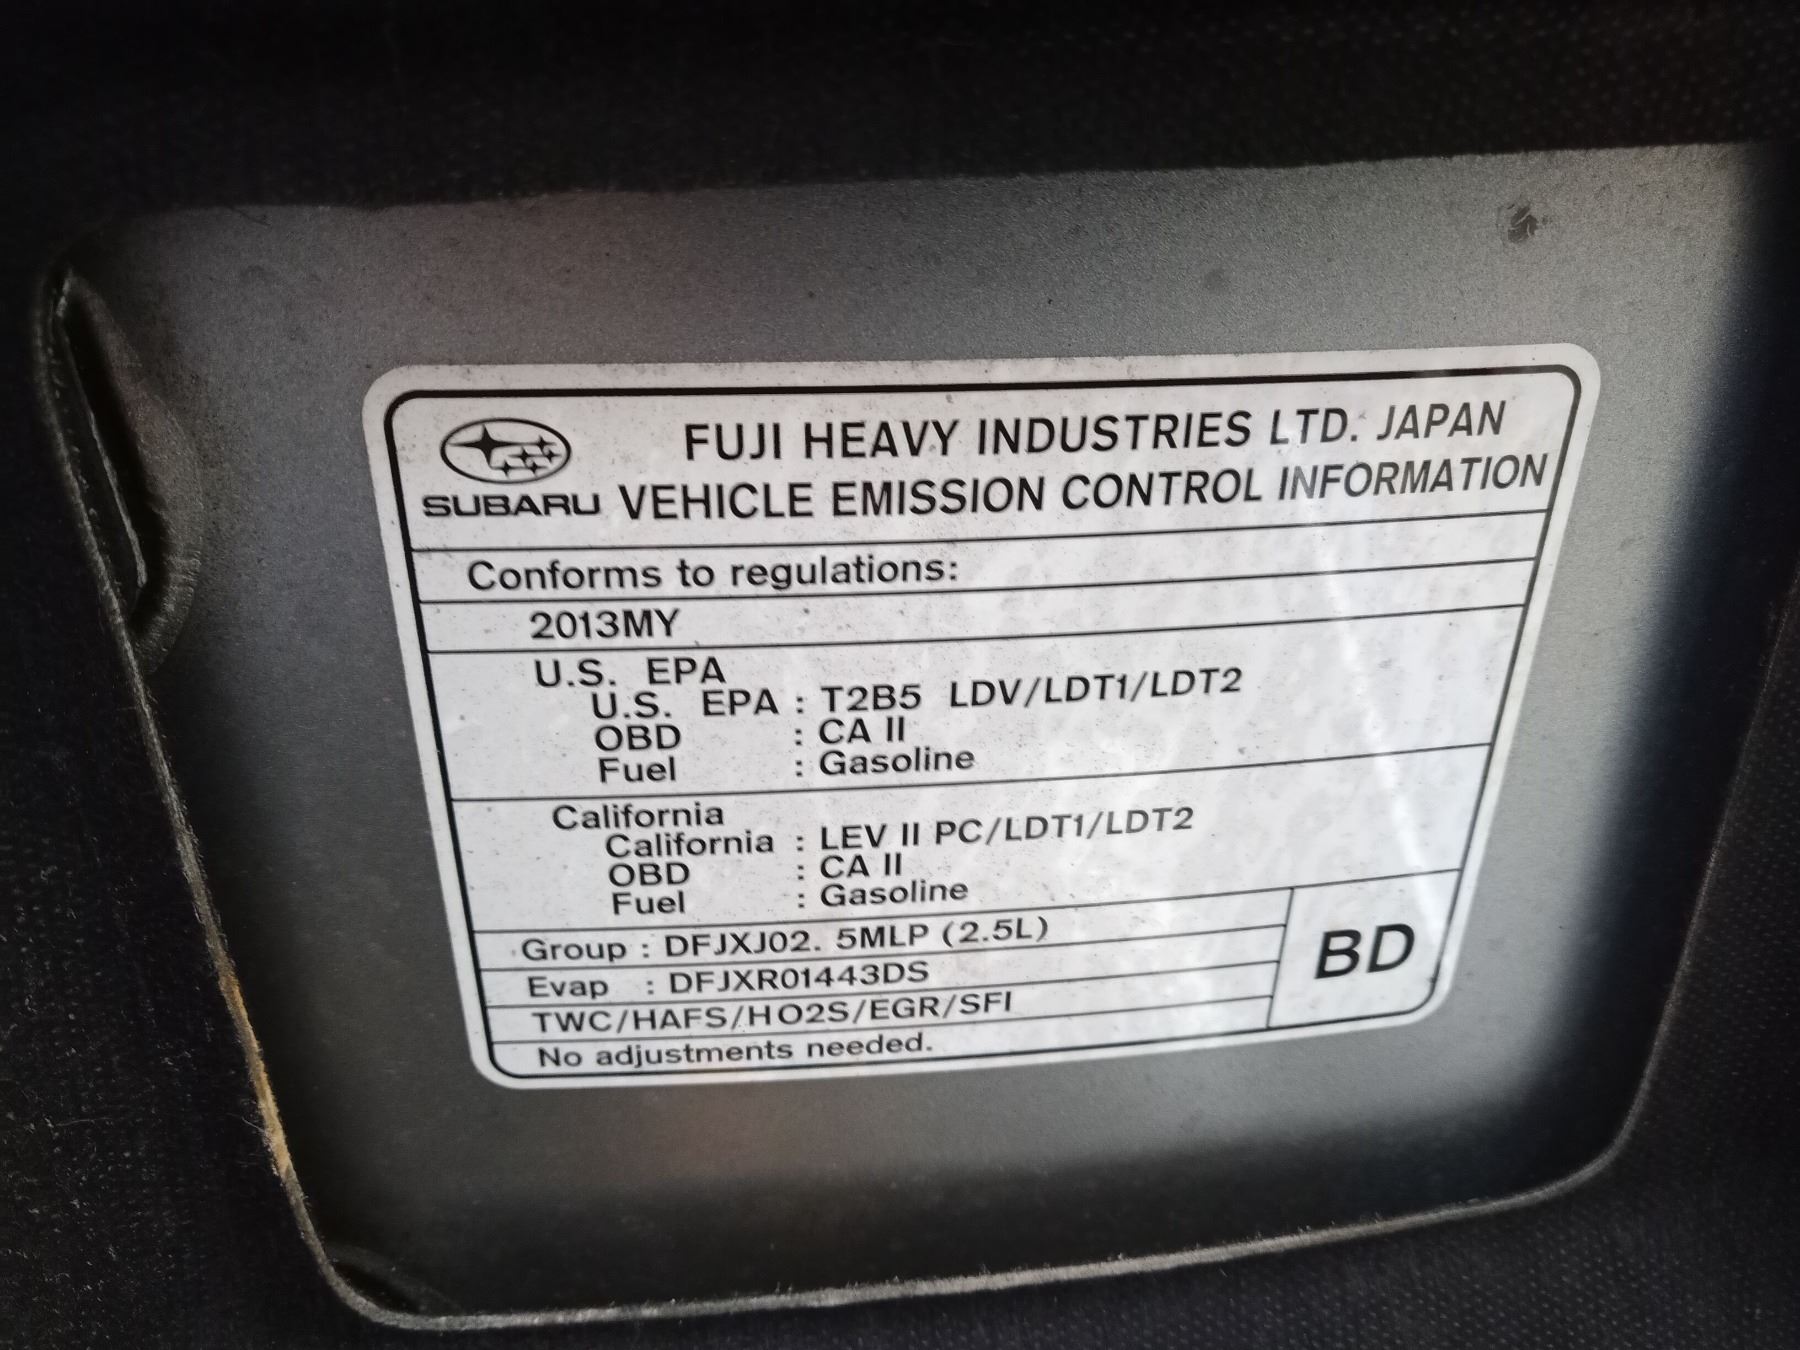 FUJI HEAVY INDUSTRIES LTD. JAPAN
SUBARU VEHICLE EMISSION CONTROL INFORMATION
Conforms to regulations:
2013MY
U.S. EPA
U.S. EPA : T2B5 LDV/LDT1/LDT2
OBD : CA II
Fuel : Gasoline
California
California : LEV II PC/LDT1/LDT2
OBD : CA II
Fuel : Gasoline
Group : DFJXJ02. 5MLP (2.5L)
Evap : DFJXR01443DS
TWC/HAFS/HO2S/EGR/SFI
No adjustments needed.
BD